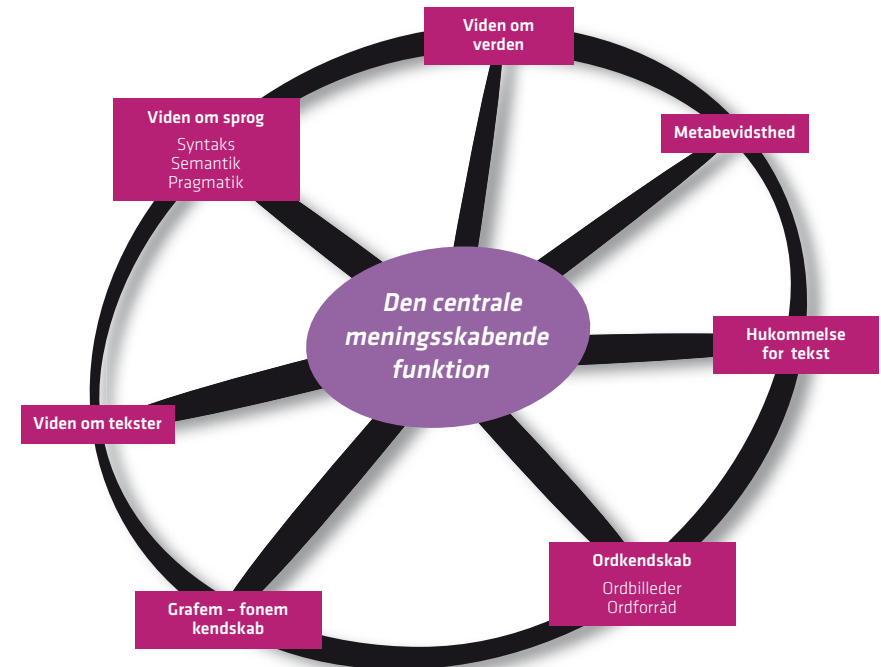 Viden om
verden
Viden om sprog
Syntaks
Semantik
Pragmatik
Metabevidsthed
Den centrale
meningsskabende
funktion
Hukommelse
for tekst
Viden om tekster
Ordkendskab
Ordbilleder
Ordforråd
Grafem – fonem
kendskab